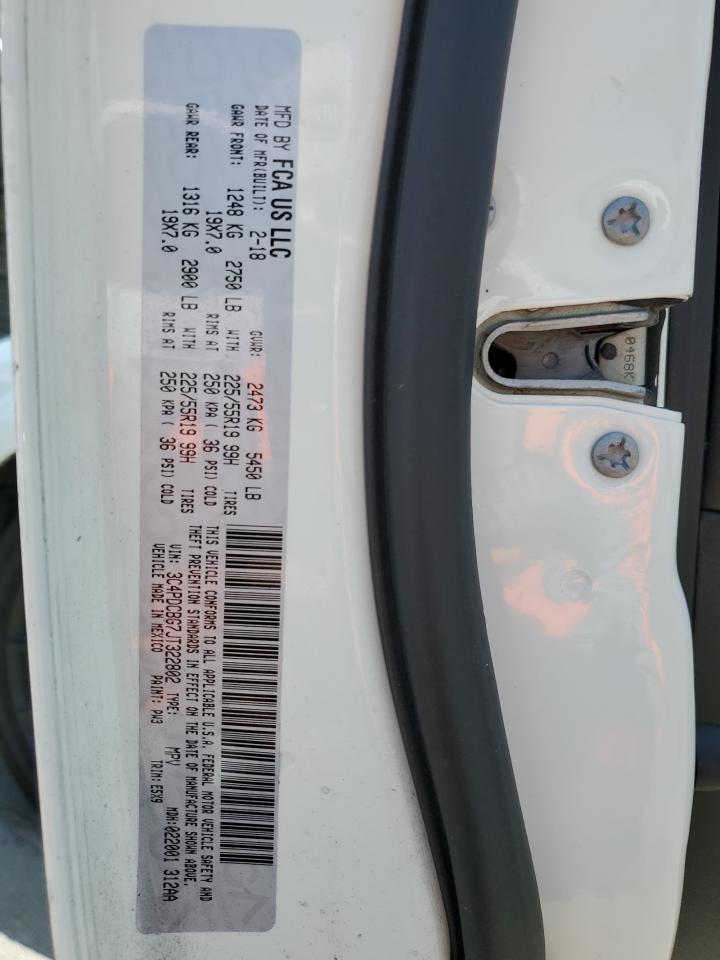 MFD BY FCA US LLC
DATE OF MFR(BUILT): 2-18 GVWR: 2473 KG 5450 LB
GAWR FRONT: 1248 KG 2750 LB WITH 225/55R19 99H TIRES
19X7.0 RIMS AT 250 KPA ( 36 PSI) COLD
GAWR REAR: 1316 KG 2900 LB WITH 225/55R19 99H TIRES
19X7.0 RIMS AT 250 KPA ( 36 PSI) COLD
THIS VEHICLE CONFORMS TO ALL APPLICABLE U.S.A. FEDERAL MOTOR VEHICLE SAFETY AND
THEFT PREVENTION STANDARDS IN EFFECT ON THE DATE OF MANUFACTURE SHOWN ABOVE.
VIN: 3C4PDCBG7JT322802 TYPE: MPV MDH:022001 312AA
VEHICLE MADE IN MEXICO PAINT: PW3 TRIM:E5X9
0468K